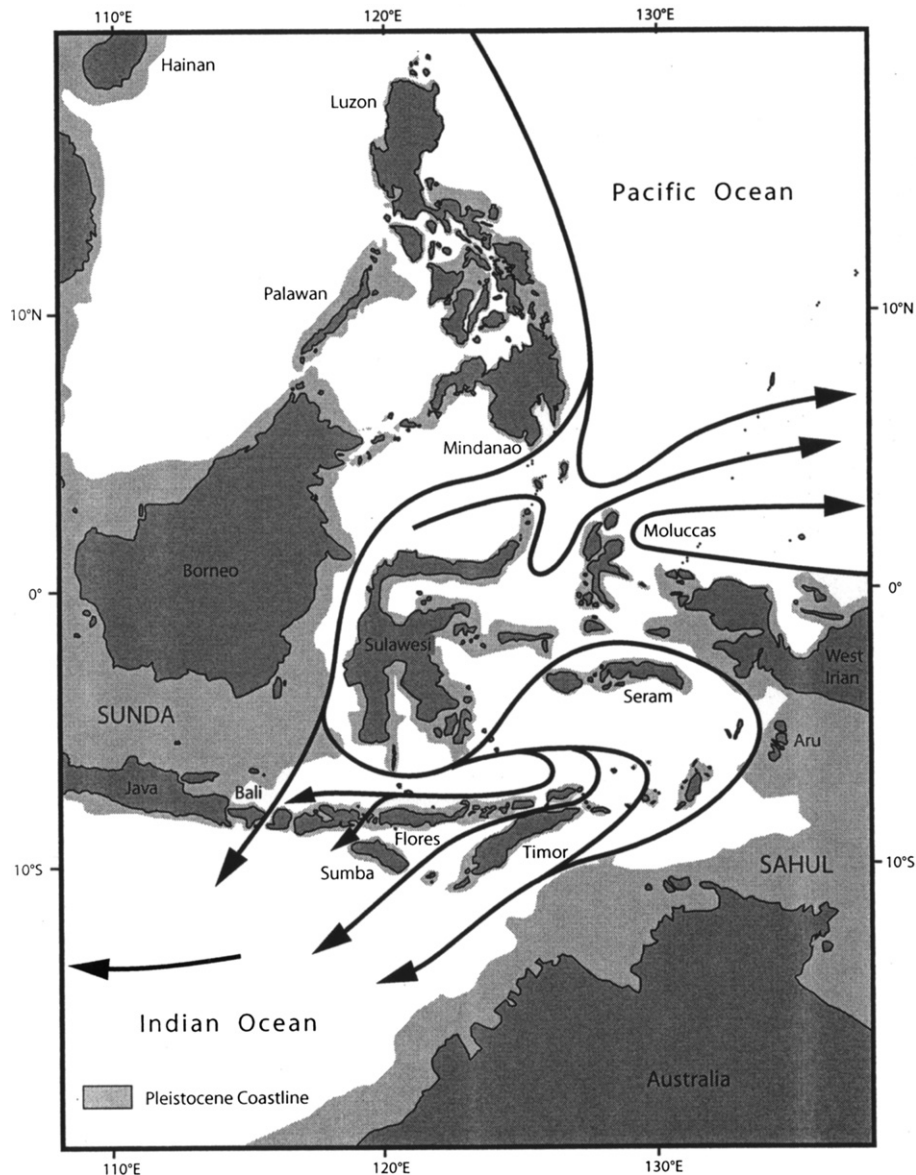 110°E
120°E
130°E
Hainan
Luzon
Pacific Ocean
Palawan
10°N
10°N
Mindanao
Moluccas
Borneo
0°
0°
Sulawesi
West
Irian
Seram
SUNDA
Aru
Java
Bali
Flores
Timor
Sumba
SAHUL
10°S
10°S
Indian Ocean
Australia
Pleistocene Coastline
110°E
120°E
130°E